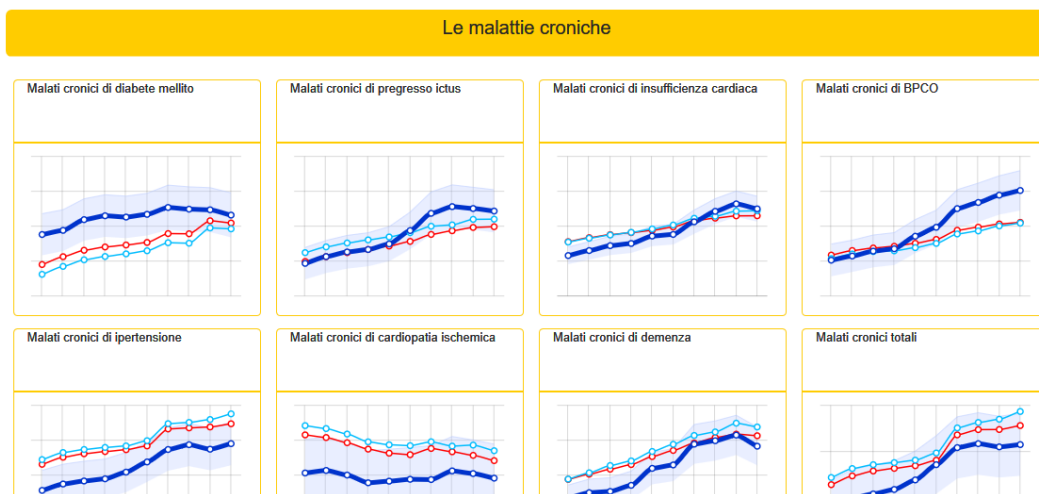 Le malattie croniche
Malati cronici di diabete mellito
Malati cronici di pregresso ictus
Malati cronici di insufficienza cardiaca
Malati cronici di BPCO
Malati cronici di ipertensione
Malati cronici di cardiopatia ischemica
Malati cronici di demenza
Malati cronici totali